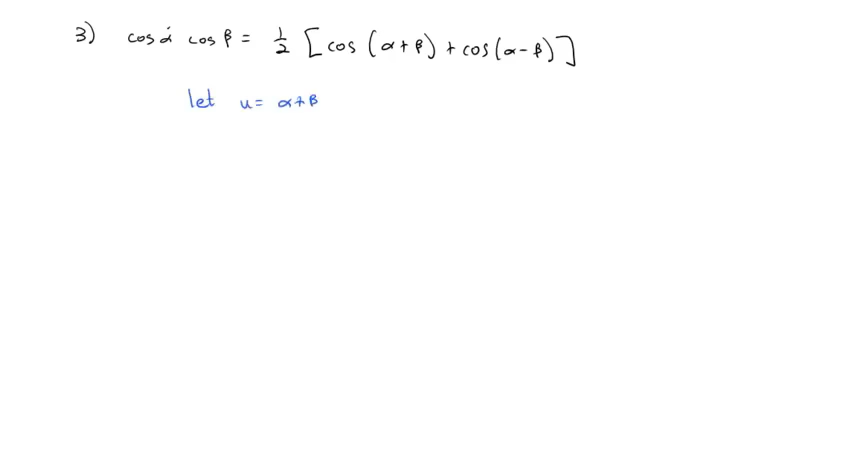 3) cos α cos β = 1/2 [cos (α+β) + cos(α-β)]
let u = α+β